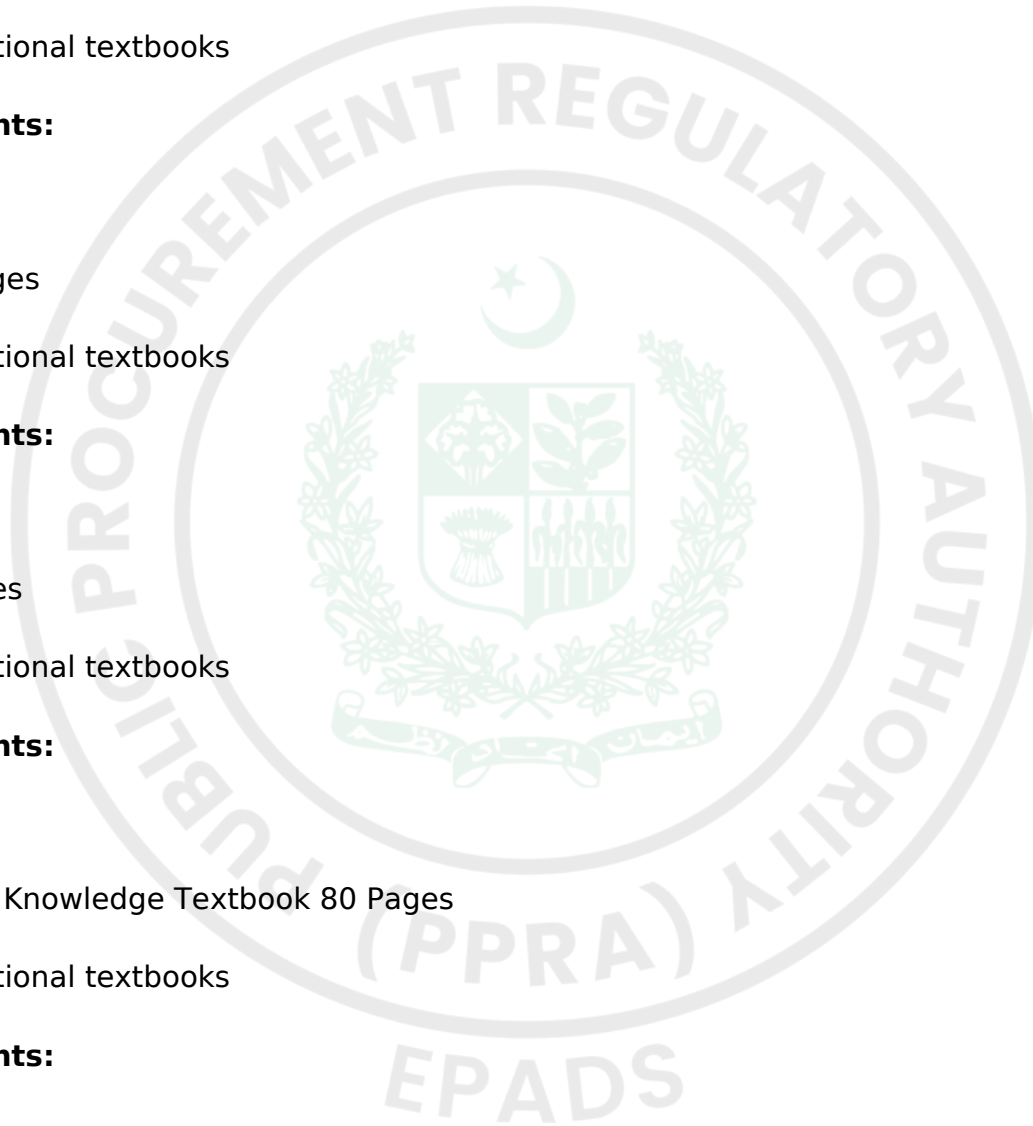 tional textbooks
nts:
ges
tional textbooks
nts:
es
tional textbooks
nts:
Knowledge Textbook 80 Pages
tional textbooks
nts:
PUBLIC PROCUREMENT REGULATORY AUTHORITY
(PPRA)
EPADS